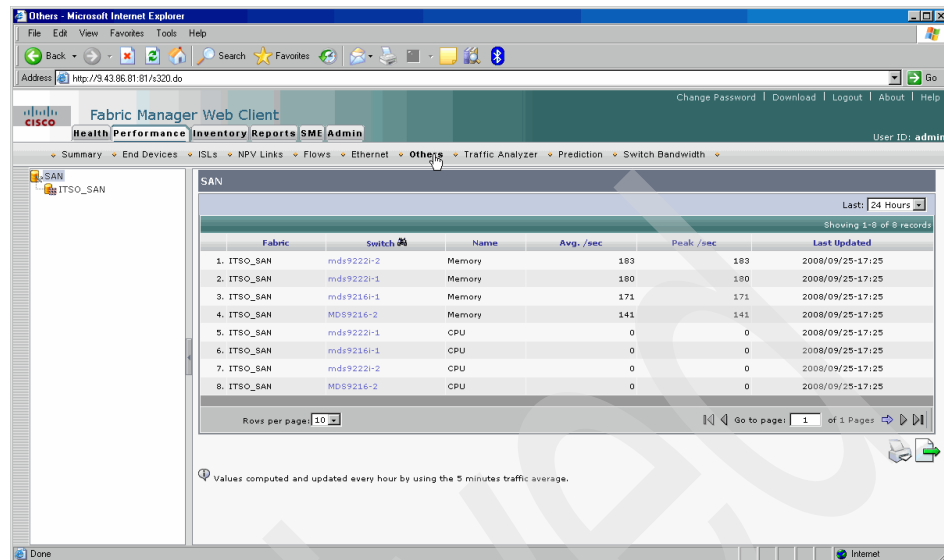 Others - Microsoft Internet Explorer
File Edit View Favorites Tools Help
Back Search Favorites
Address http://9.43.86.81:81/s320.do Go
Change Password | Download | Logout | About | Help
CISCO Fabric Manager Web Client
Health Performance Inventory Reports SME Admin
User ID: admin
Summary End Devices ISLs NPV Links Flows Ethernet Others Traffic Analyzer Prediction Switch Bandwidth
SAN
ITSO_SAN
SAN
Last: 24 Hours
Showing 1-8 of 8 records
Fabric Switch Name Avg. /sec Peak /sec Last Updated
1. ITSO_SAN mds9222i-2 Memory 183 183 2008/09/25-17:25
2. ITSO_SAN mds9222i-1 Memory 180 180 2008/09/25-17:25
3. ITSO_SAN mds9216i-1 Memory 171 171 2008/09/25-17:25
4. ITSO_SAN MDS9216-2 Memory 141 141 2008/09/25-17:25
5. ITSO_SAN mds9222i-1 CPU 0 0 2008/09/25-17:25
6. ITSO_SAN mds9216i-1 CPU 0 0 2008/09/25-17:25
7. ITSO_SAN mds9222i-2 CPU 0 0 2008/09/25-17:25
8. ITSO_SAN MDS9216-2 CPU 0 0 2008/09/25-17:25
Rows per page: 10 Go to page: 1 of 1 Pages
Values computed and updated every hour by using the 5 minutes traffic average.
Done Internet